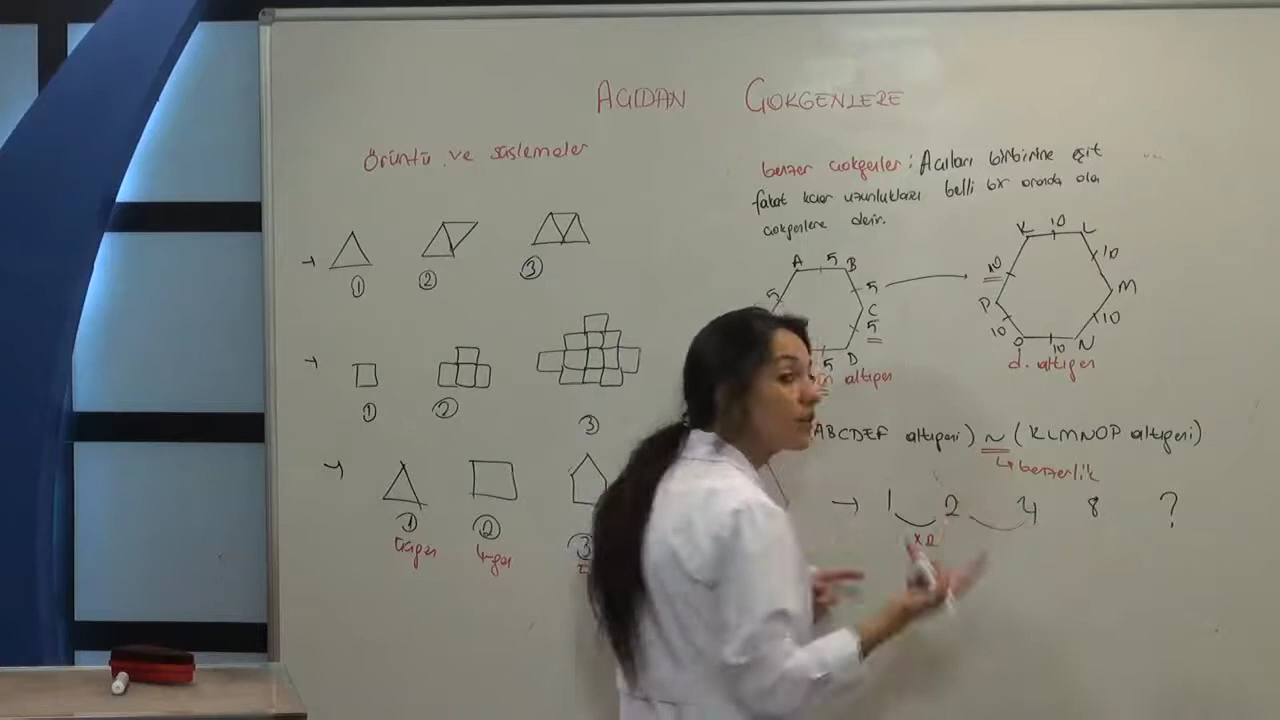 AÇIDAN ÇOKGENLERE
Örüntü ve süslemeler
① ② ③
① ② ③
① ② ③
üçgen 4-gen
benzer çokgenler : Açıları birbirine eşit
fakat kenar uzunlukları belli bir oranda olan
çokgenlere denir.
A 5 B
5 5
C
5
D
5
altıgen
K 10 L
10 10
P M
10 10
O 10 N
d. altıgen
ABCDEF altıgeni) ~ (KLMNOP altıgeni)
↳ benzerlik
→ 1 2 4 8 ?
x2